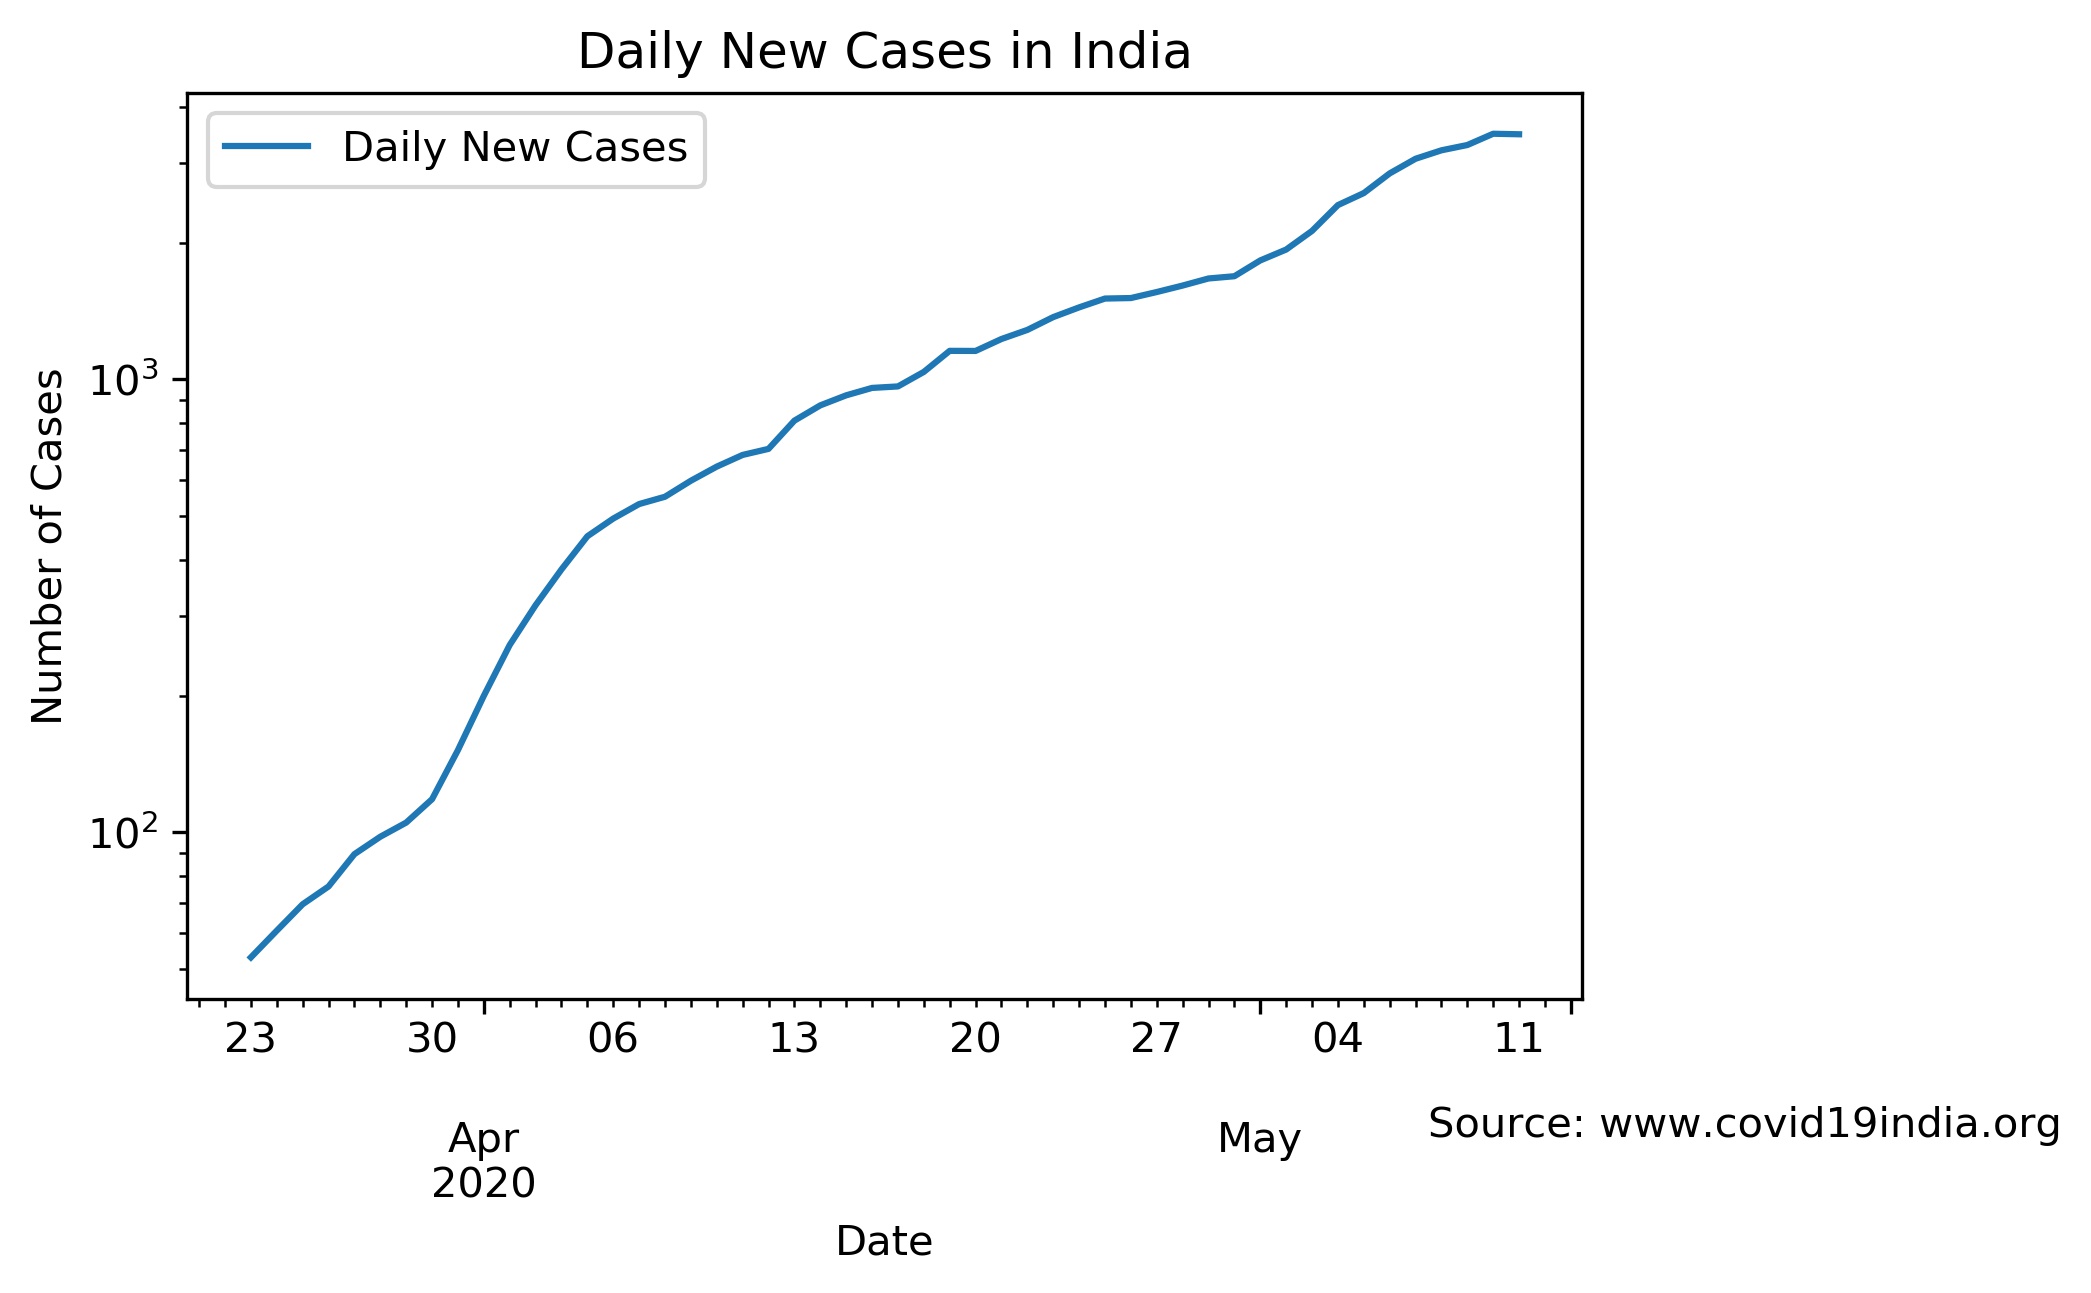 Daily New Cases in India
Daily New Cases
Number of Cases
10³
10²
23 30 06 13 20 27 04 11
Apr May
2020
Source: www.covid19india.org
Date